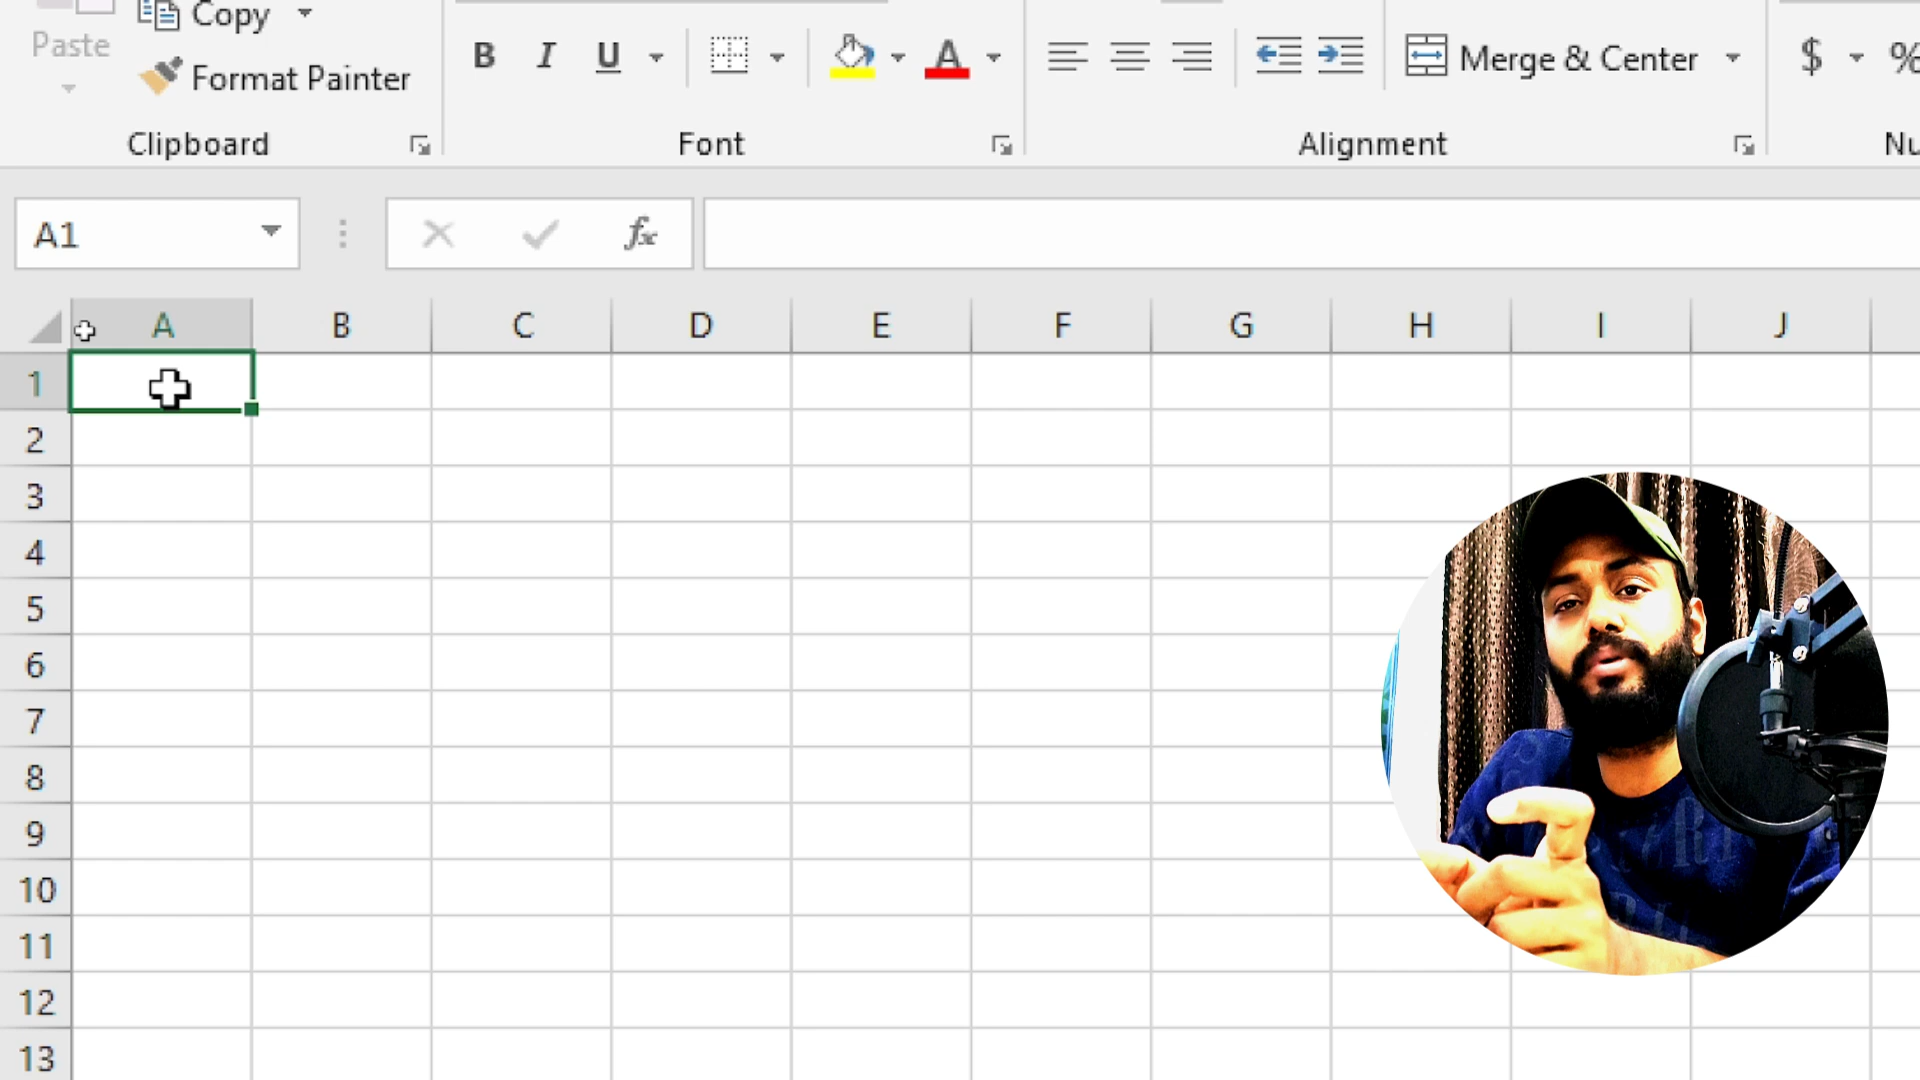 Copy
Paste
Format Painter
B I U A
Merge & Center
$ %
Clipboard
Font
Alignment
Nu
A1
fx
A B C D E F G H I J
1
2
3
4
5
6
7
8
9
10
11
12
13